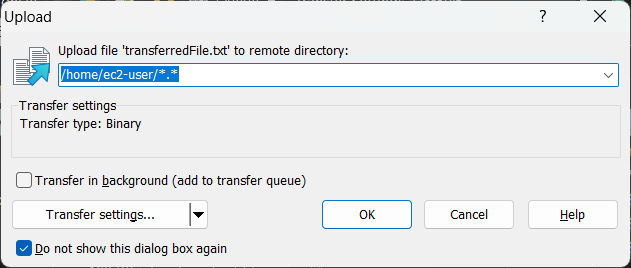 Upload
?
Upload file 'transferredFile.txt' to remote directory:
/home/ec2-user/*.*
Transfer settings
Transfer type: Binary
Transfer in background (add to transfer queue)
Transfer settings...
OK
Cancel
Help
Do not show this dialog box again